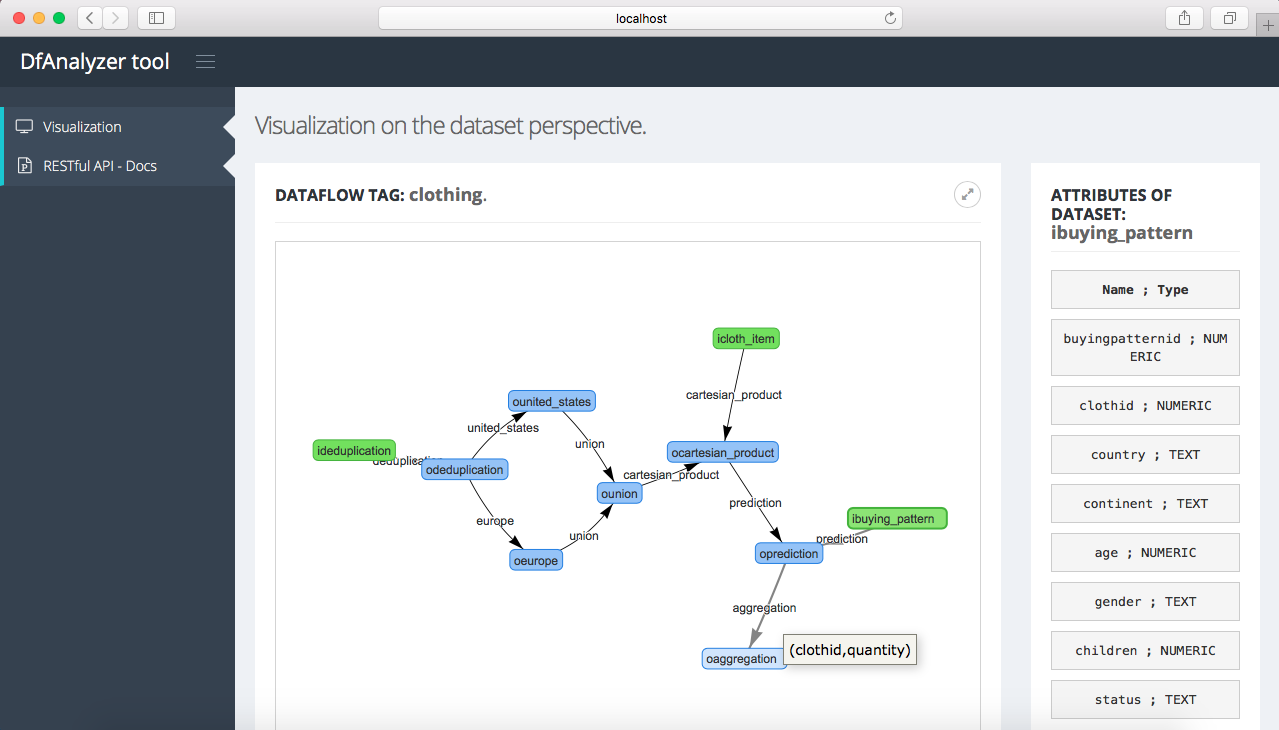 localhost
DfAnalyzer tool
Visualization
RESTful API - Docs
Visualization on the dataset perspective.
DATAFLOW TAG: clothing.
icloth_item
cartesian_product
ounited_states
united_states
union
ideduplication
deduplication
odeduplication
ocartesian_product
cartesian_product
ounion
europe
union
oeurope
prediction
ibuying_pattern
prediction
oprediction
aggregation
oaggregation
(clothid,quantity)
ATTRIBUTES OF
DATASET:
ibuying_pattern
Name ; Type
buyingpatternid ; NUM
ERIC
clothid ; NUMERIC
country ; TEXT
continent ; TEXT
age ; NUMERIC
gender ; TEXT
children ; NUMERIC
status ; TEXT